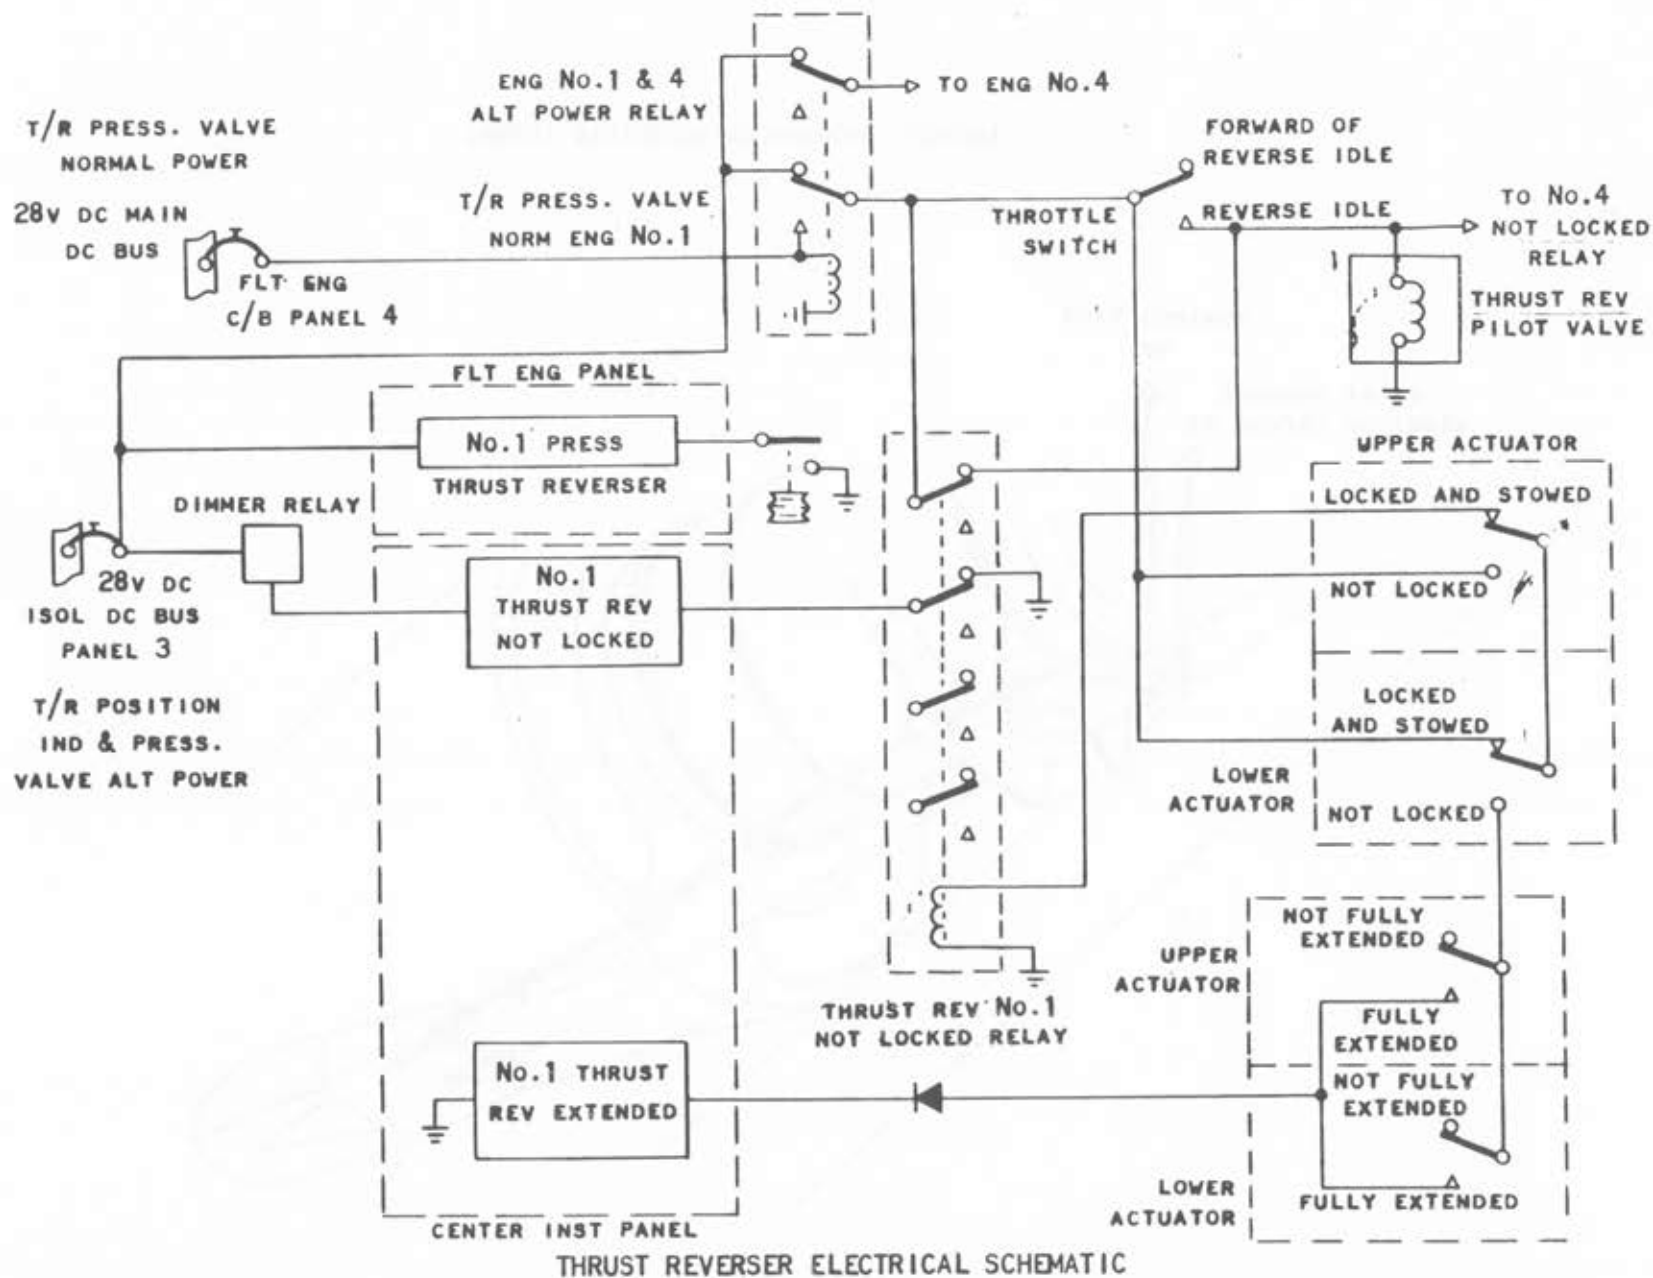 ENG No.1 & 4
ALT POWER RELAY
TO ENG No.4
T/R PRESS. VALVE
NORMAL POWER
28V DC MAIN
DC BUS
FLT ENG
C/B PANEL 4
T/R PRESS. VALVE
NORM ENG No.1
FORWARD OF
REVERSE IDLE
THROTTLE
SWITCH
REVERSE IDLE
TO No.4
NOT LOCKED
RELAY
THRUST REV
PILOT VALVE
FLT ENG PANEL
No.1 PRESS
THRUST REVERSER
DIMMER RELAY
28V DC
ISOL DC BUS
PANEL 3
T/R POSITION
IND & PRESS.
VALVE ALT POWER
No.1
THRUST REV
NOT LOCKED
UPPER ACTUATOR
LOCKED AND STOWED
NOT LOCKED
LOCKED
AND STOWED
LOWER
ACTUATOR
NOT LOCKED
NOT FULLY
EXTENDED
UPPER
ACTUATOR
FULLY
EXTENDED
NOT FULLY
EXTENDED
LOWER
ACTUATOR
FULLY EXTENDED
THRUST REV No.1
NOT LOCKED RELAY
No.1 THRUST
REV EXTENDED
CENTER INST PANEL
THRUST REVERSER ELECTRICAL SCHEMATIC